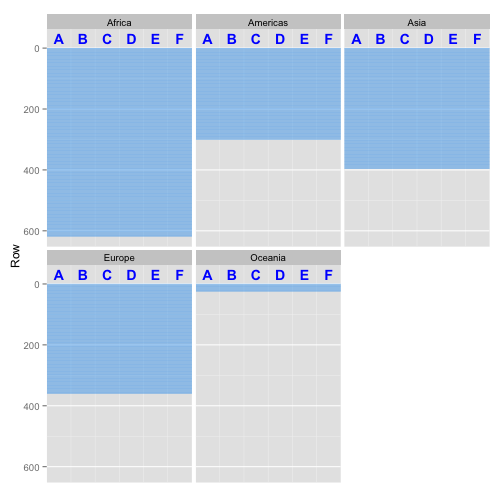 Africa Americas Asia
A B C D E F A B C D E F A B C D E F
0
200
400
600
Row
Europe Oceania
A B C D E F A B C D E F
0
200
400
600